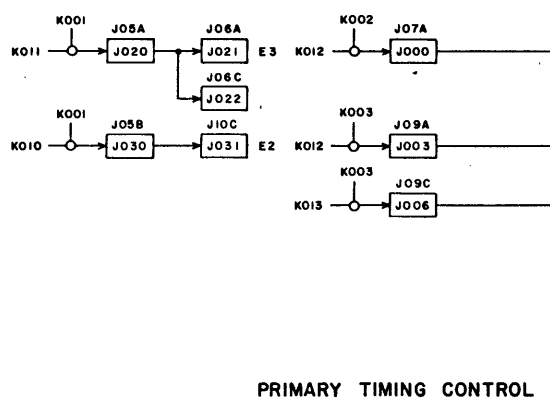 K001 J05A J06A K002 J07A
K011 J020 J021 E3 K012 J000
J06C
J022
K001 J05B J10C K003 J09A
K010 J030 J031 E2 K012 J003
K003 J09C
K013 J006
PRIMARY TIMING CONTROL